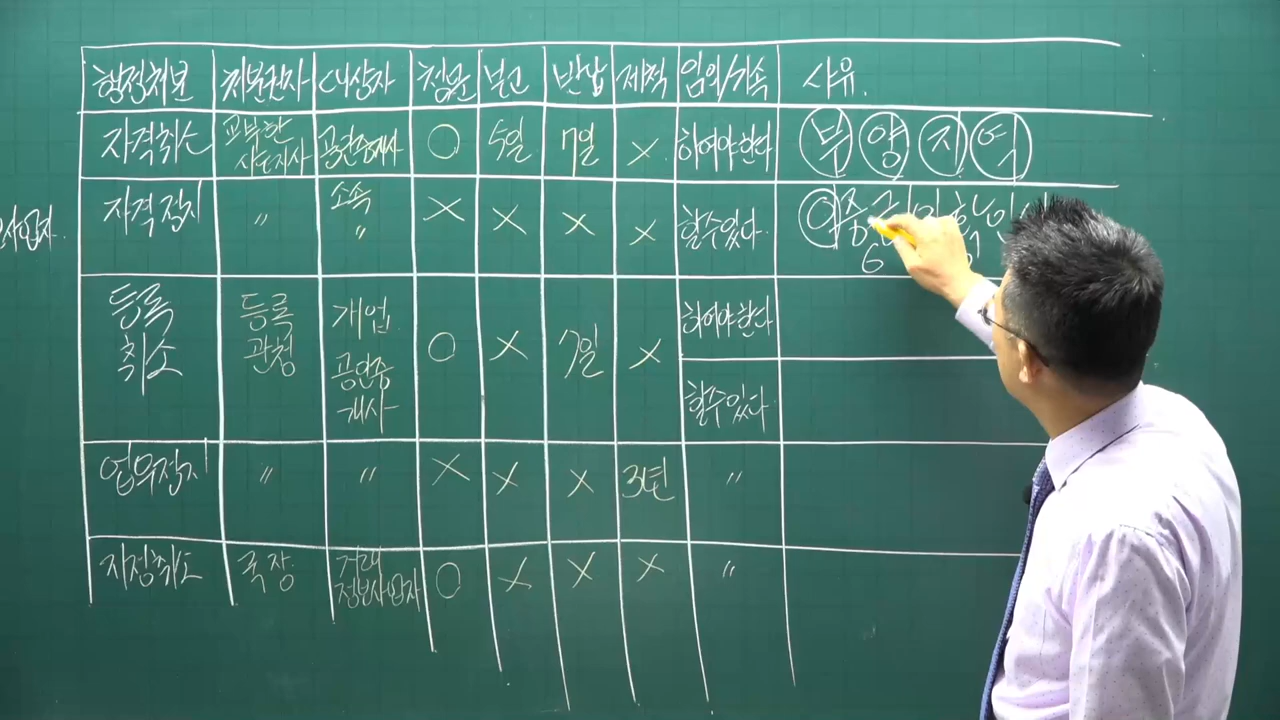 행정처분 처분권자 대상자 청문 보고 반납 제척 임의/기속 사유.
자격취소 교부한 시·도지사 공인중개사 ○ 5일 7일 × 하여야한다 부 양 지 역
자격정지 〃 소속 〃 × × × × 할수있다.
사업자.
등록취소 등록관청 개업 공인중개사 ○ × 7일 × 하여야한다
할수있다.
업무정지 〃 〃 × × × 3년 〃
지정취소 국장 거래정보사업자 ○ × × × 〃